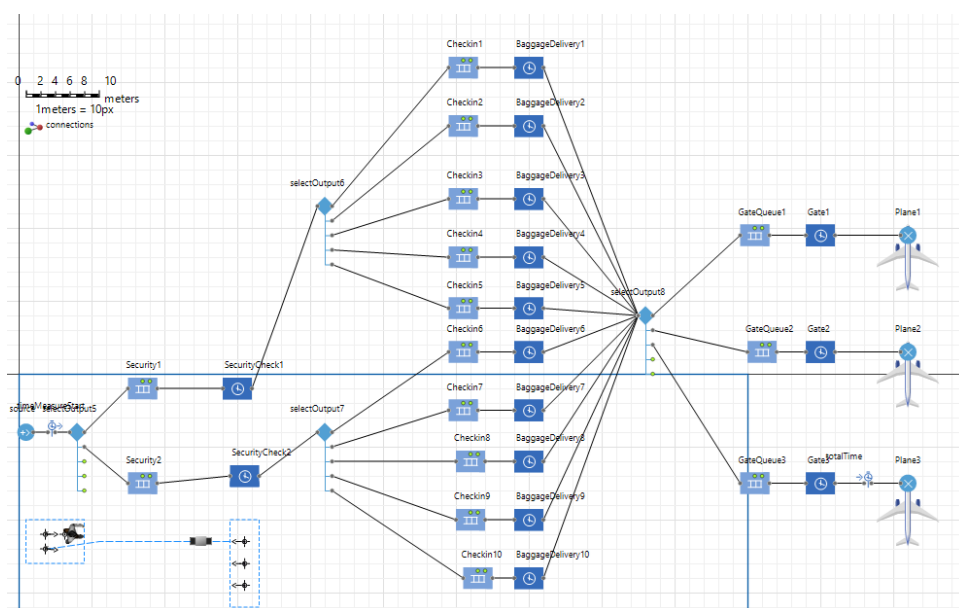 Checkin1 BaggageDelivery1
0 2 4 6 8 10
meters
1meters = 10px
connections
Checkin2 BaggageDelivery2
selectOutput6
Checkin3 BaggageDelivery3
GateQueue1 Gate1 Plane1
Checkin4 BaggageDelivery4
Checkin5 BaggageDelivery5
selectOutput8
Checkin6 BaggageDelivery6
GateQueue2 Gate2 Plane2
Security1 SecurityCheck1
Checkin7 BaggageDelivery7
source timeMeasureStart selectOutput5
selectOutput7
Checkin8 BaggageDelivery8
Security2 SecurityCheck2
GateQueue3 Gate3 totalTime Plane3
Checkin9 BaggageDelivery9
Checkin10 BaggageDelivery10